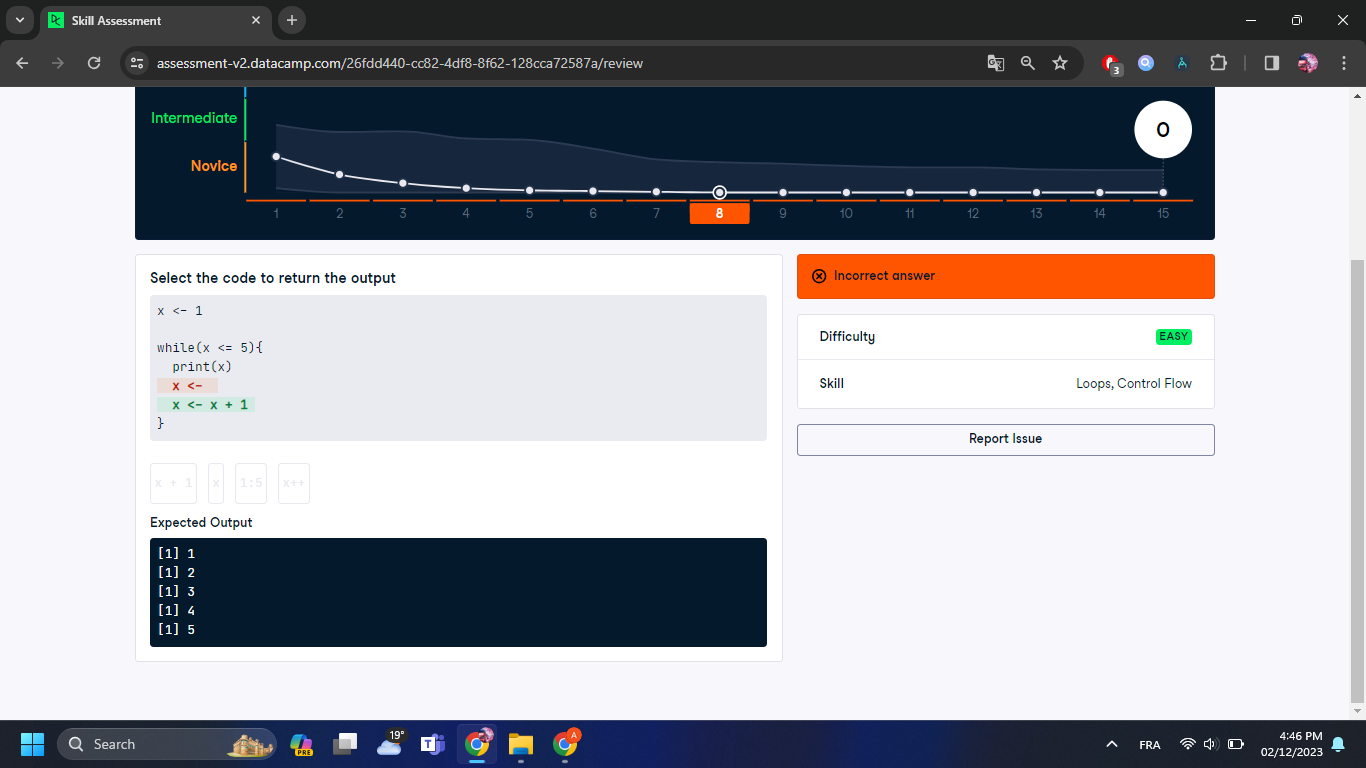 Skill Assessment
assessment-v2.datacamp.com/26fdd440-cc82-4df8-8f62-128cca72587a/review
3
Intermediate
Novice
0
1 2 3 4 5 6 7 8 9 10 11 12 13 14 15
Select the code to return the output
x <- 1
while(x <= 5){
print(x)
x <-
x <- x + 1
}
x + 1 x 1:5 x++
Expected Output
[1] 1
[1] 2
[1] 3
[1] 4
[1] 5
Incorrect answer
Difficulty EASY
Skill Loops, Control Flow
Report Issue
Search
PRE
19°
A
FRA
4:46 PM
02/12/2023